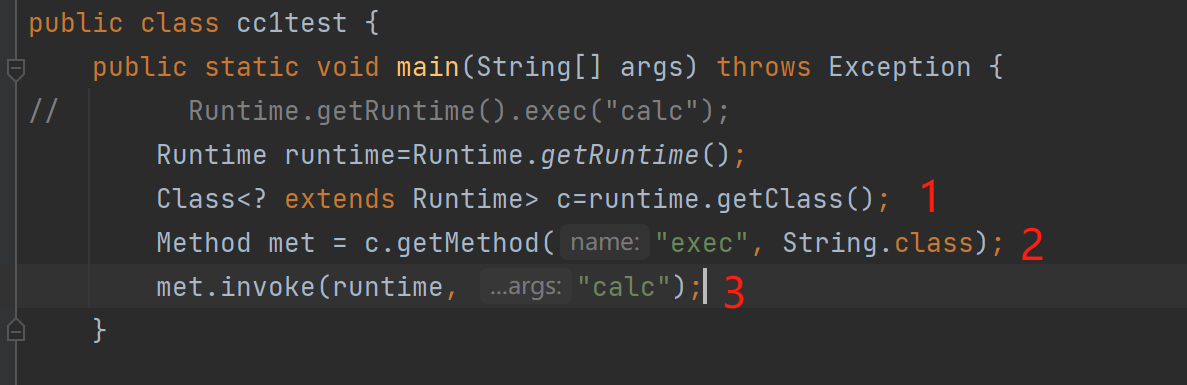 public class cc1test {
public static void main(String[] args) throws Exception {
// Runtime.getRuntime().exec("calc");
Runtime runtime=Runtime.getRuntime();
Class<? extends Runtime> c=runtime.getClass(); 1
Method met = c.getMethod( name: "exec", String.class); 2
met.invoke(runtime, ...args: "calc"); 3
}